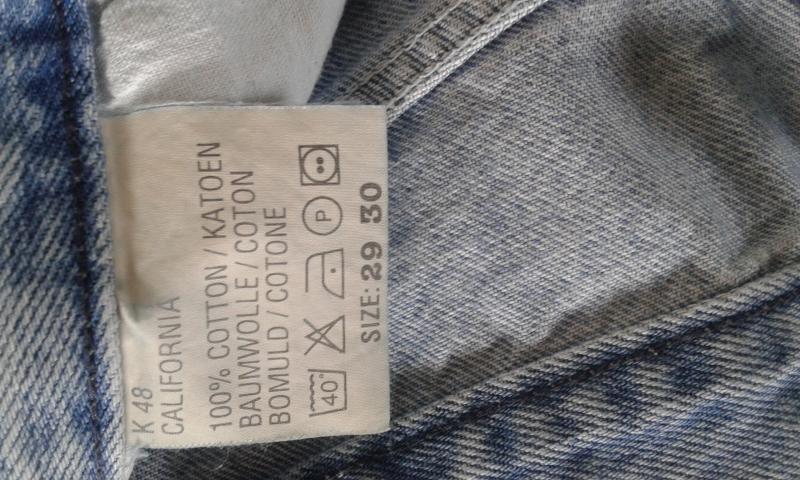 K 48
CALIFORNIA
100% COTTON / KATOEN
BAUMWOLLE / COTON
BOMULD / COTONE
40°
P
SIZE: 29 30